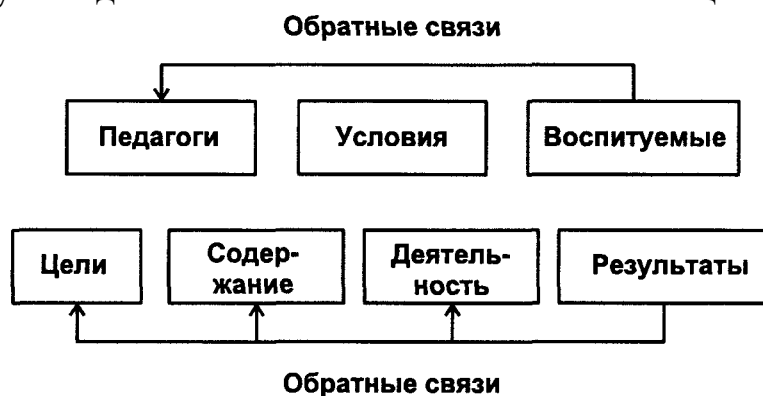 Обратные связи
Педагоги
Условия
Воспитуемые
Цели
Содер-
жание
Деятель-
ность
Результаты
Обратные связи